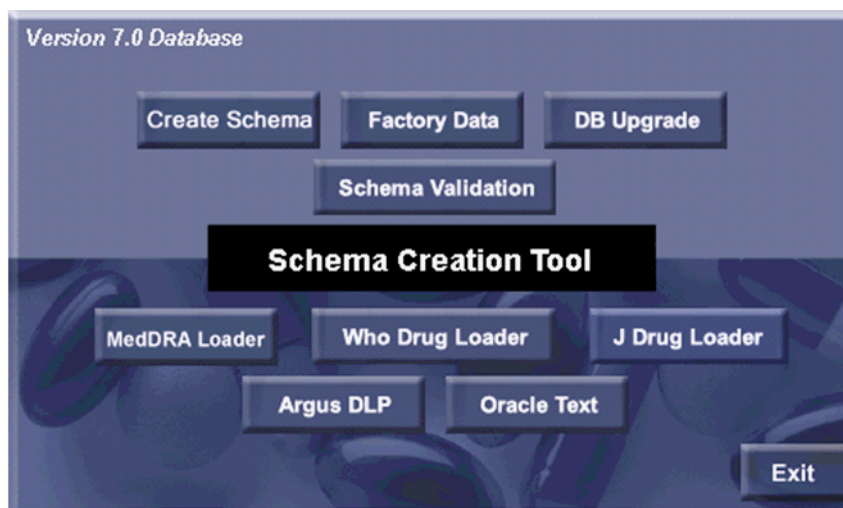 Version 7.0 Database
Create Schema Factory Data DB Upgrade
Schema Validation
Schema Creation Tool
MedDRA Loader Who Drug Loader J Drug Loader
Argus DLP Oracle Text
Exit